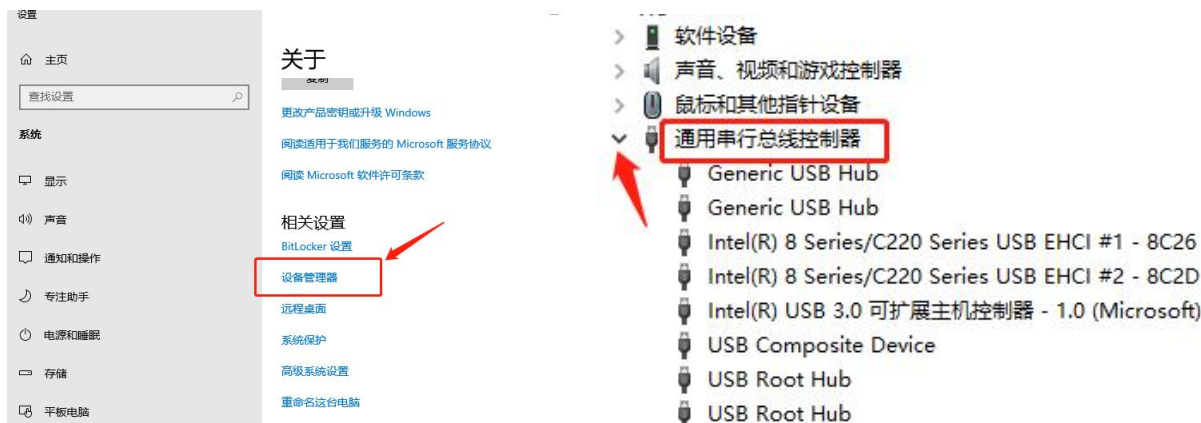 设置
主页
查找设置
系统
显示
声音
通知和操作
专注助手
电源和睡眠
存储
平板电脑
关于
复制
更改产品密钥或升级 Windows
阅读适用于我们服务的 Microsoft 服务协议
阅读 Microsoft 软件许可条款
相关设置
BitLocker 设置
设备管理器
远程桌面
系统保护
高级系统设置
重命名这台电脑
软件设备
声音、视频和游戏控制器
鼠标和其他指针设备
通用串行总线控制器
Generic USB Hub
Generic USB Hub
Intel(R) 8 Series/C220 Series USB EHCI #1 - 8C26
Intel(R) 8 Series/C220 Series USB EHCI #2 - 8C2D
Intel(R) USB 3.0 可扩展主机控制器 - 1.0 (Microsoft)
USB Composite Device
USB Root Hub
USB Root Hub